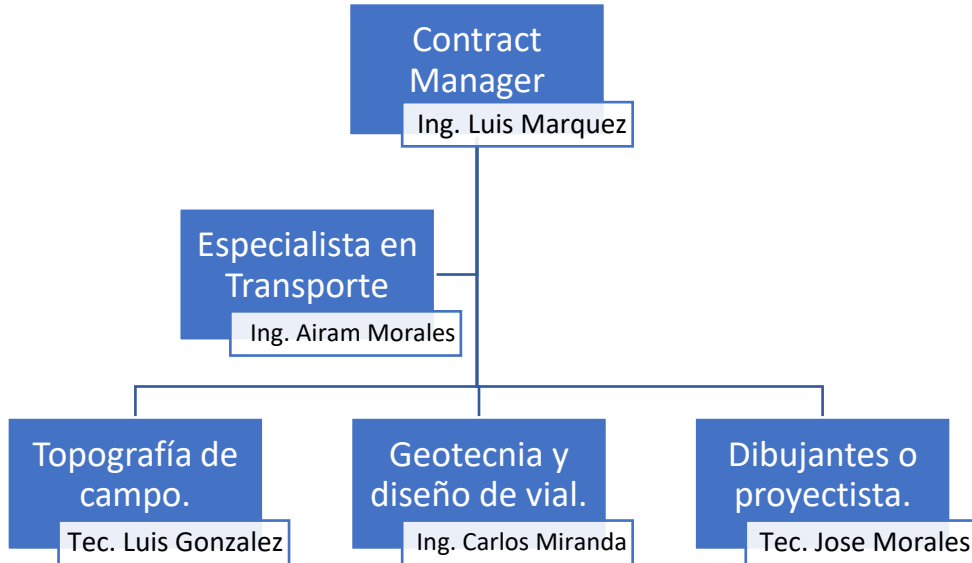 Contract
Manager
Ing. Luis Marquez
Especialista en
Transporte
Ing. Airam Morales
Topografía de
campo.
Tec. Luis Gonzalez
Geotecnia y
diseño de vial.
Ing. Carlos Miranda
Dibujantes o
proyectista.
Tec. Jose Morales